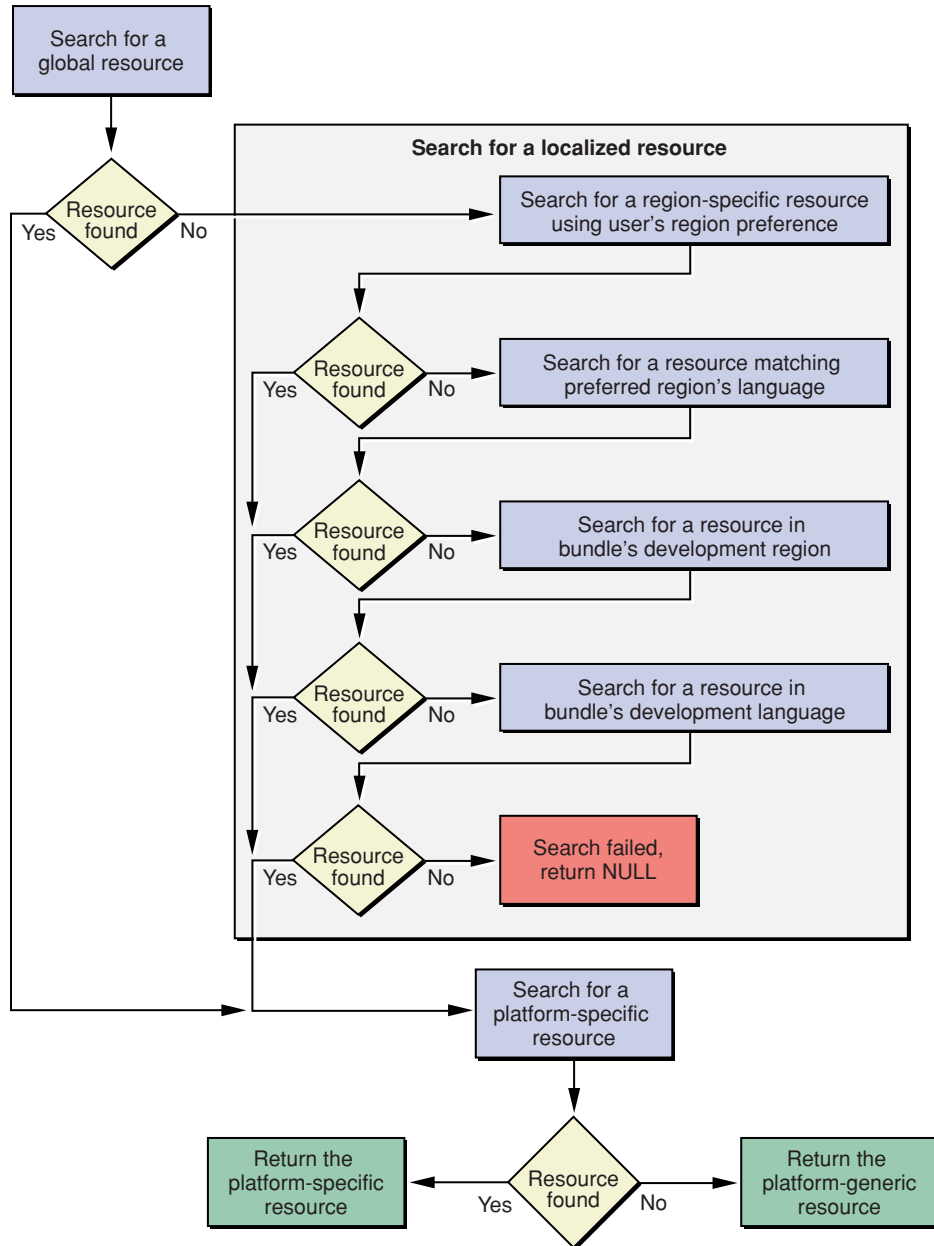 Search for a
global resource
Search for a localized resource
Resource
found
Yes
No
Search for a region-specific resource
using user's region preference
Resource
found
Yes
No
Search for a resource matching
preferred region's language
Resource
found
Yes
No
Search for a resource in
bundle's development region
Resource
found
Yes
No
Search for a resource in
bundle's development language
Resource
found
Yes
No
Search failed,
return NULL
Search for a
platform-specific
resource
Return the
platform-specific
resource
Resource
found
Yes
No
Return the
platform-generic
resource